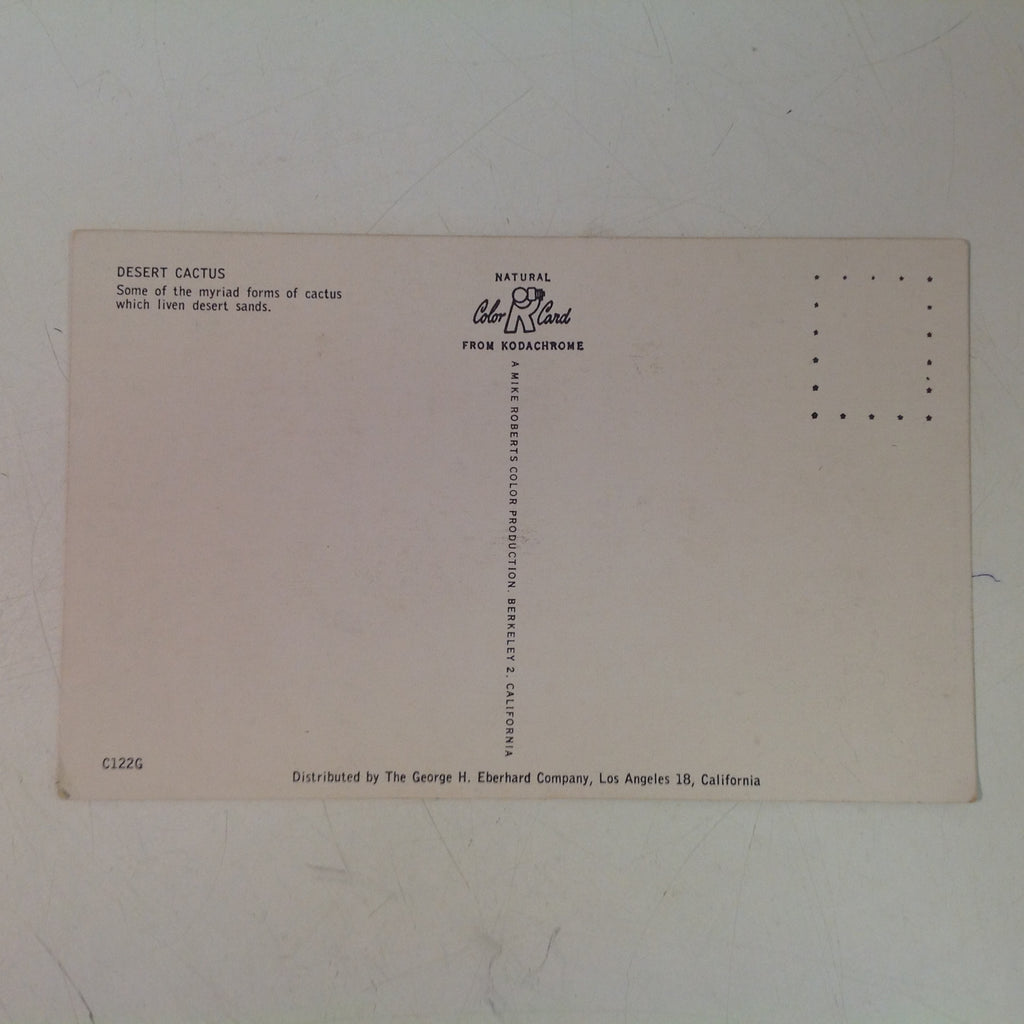 DESERT CACTUS
Some of the myriad forms of cactus
which liven desert sands.
NATURAL
Color Card
FROM KODACHROME
A MIKE ROBERTS COLOR PRODUCTION. BERKELEY 2. CALIFORNIA
C122G
Distributed by The George H. Eberhard Company, Los Angeles 18, California